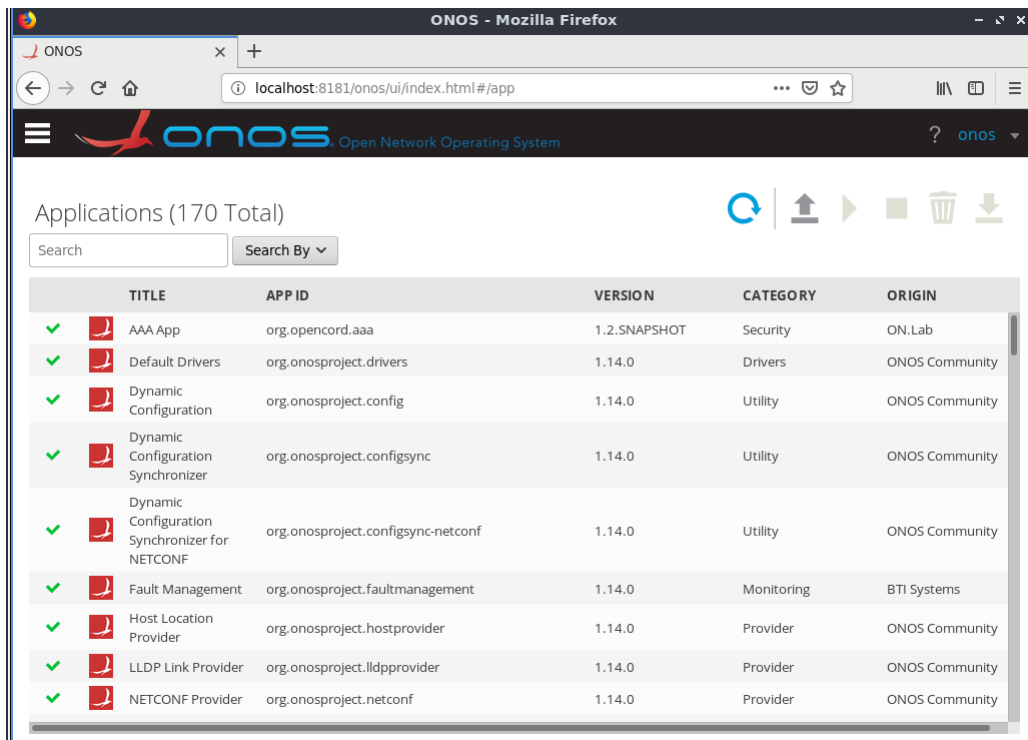 ONOS - Mozilla Firefox
ONOS
localhost:8181/onos/ui/index.html#/app
onos. Open Network Operating System ? onos
Applications (170 Total)
Search Search By
TITLE APP ID VERSION CATEGORY ORIGIN
AAA App org.opencord.aaa 1.2.SNAPSHOT Security ON.Lab
Default Drivers org.onosproject.drivers 1.14.0 Drivers ONOS Community
Dynamic
Configuration org.onosproject.config 1.14.0 Utility ONOS Community
Dynamic
Configuration org.onosproject.configsync 1.14.0 Utility ONOS Community
Synchronizer
Dynamic
Configuration
Synchronizer for org.onosproject.configsync-netconf 1.14.0 Utility ONOS Community
NETCONF
Fault Management org.onosproject.faultmanagement 1.14.0 Monitoring BTI Systems
Host Location
Provider org.onosproject.hostprovider 1.14.0 Provider ONOS Community
LLDP Link Provider org.onosproject.lldpprovider 1.14.0 Provider ONOS Community
NETCONF Provider org.onosproject.netconf 1.14.0 Provider ONOS Community